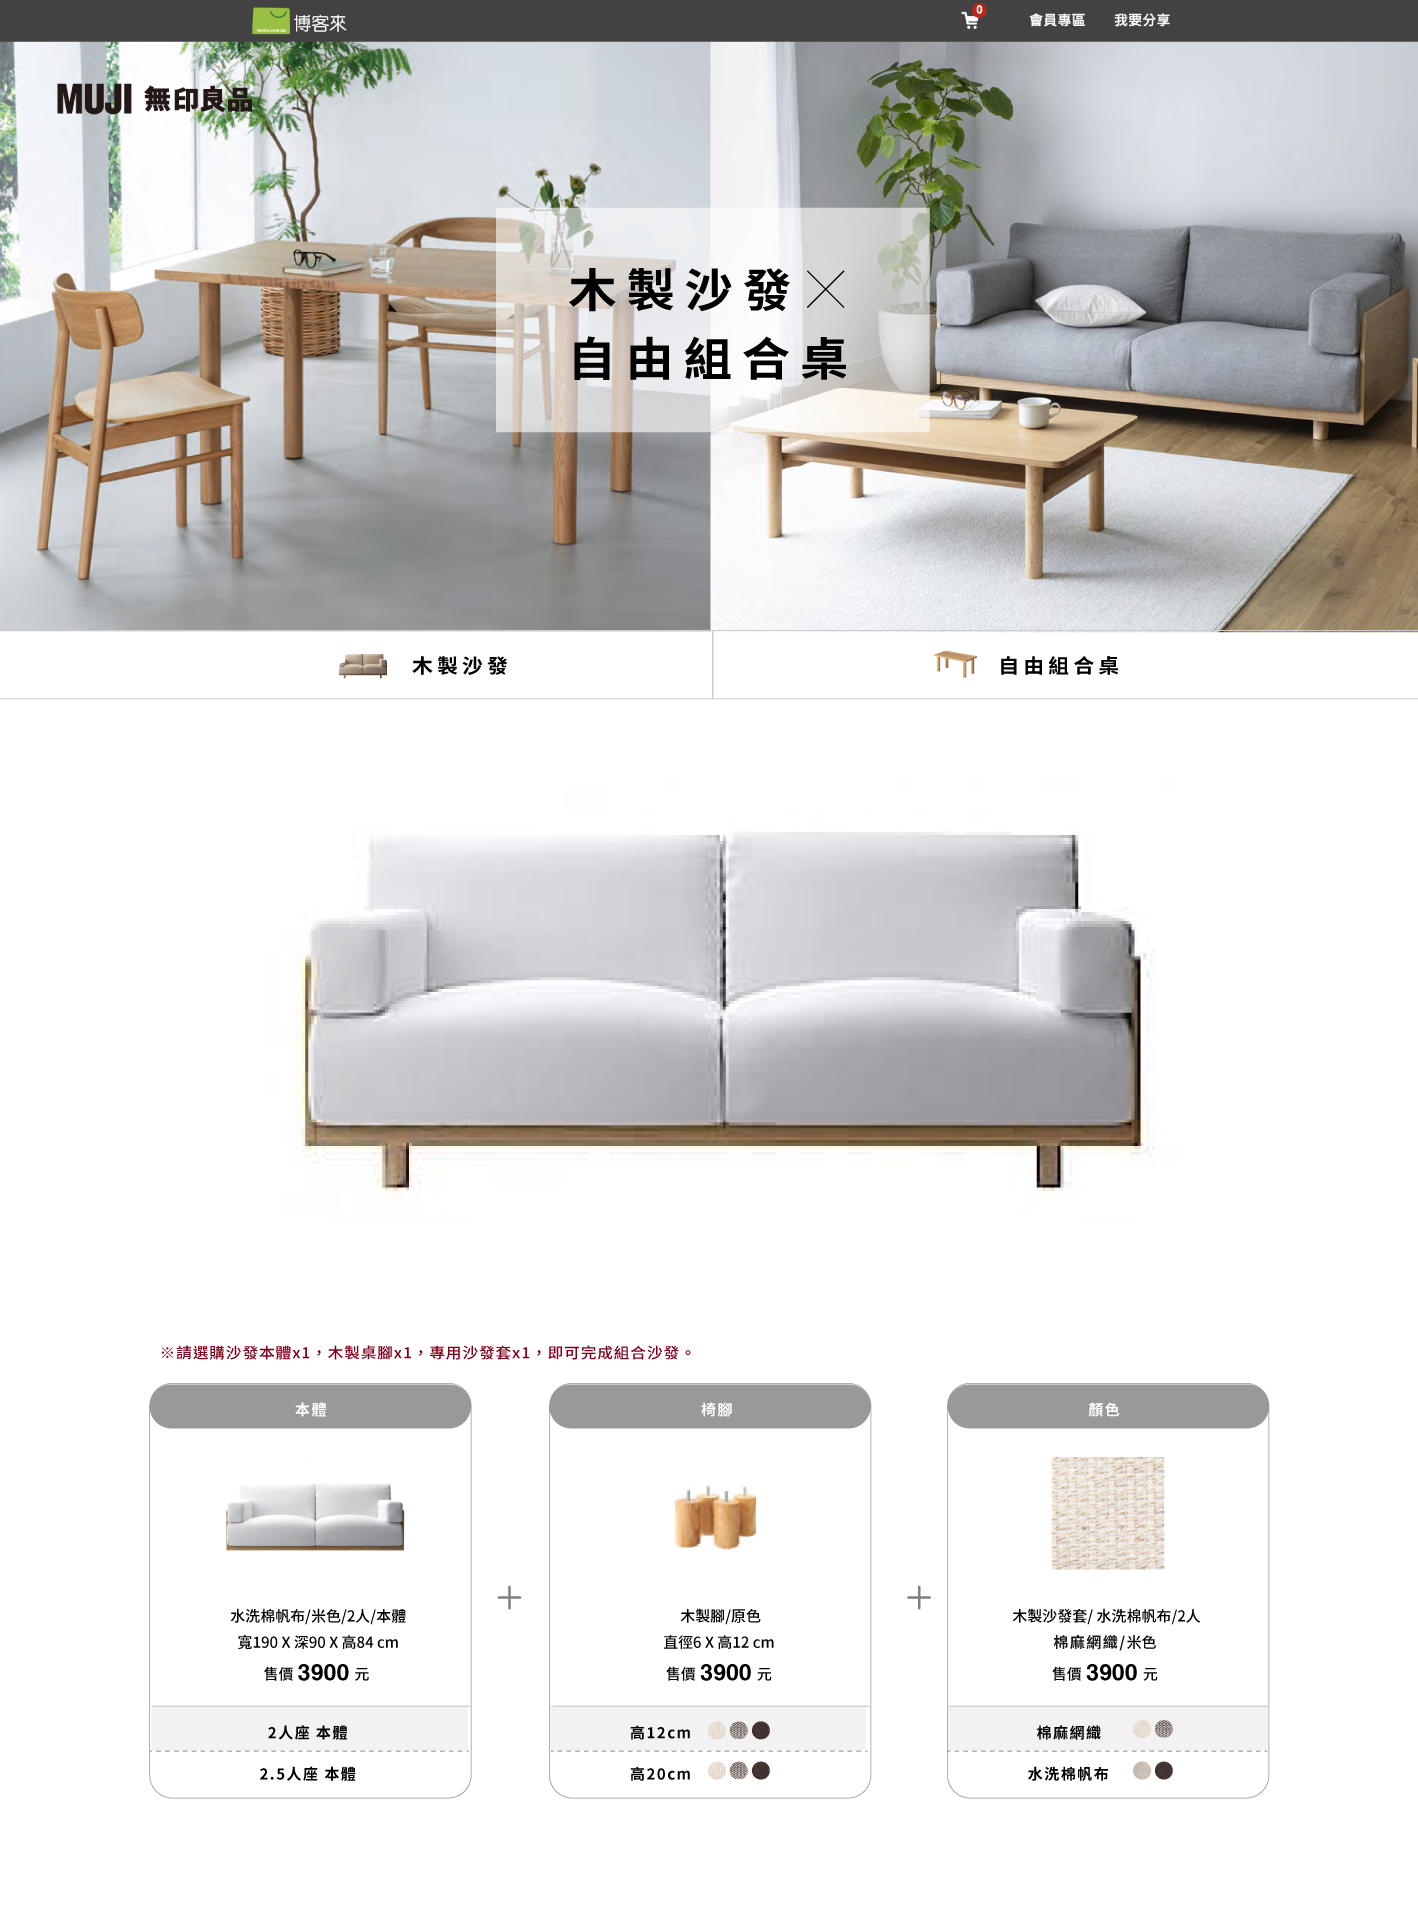 博客來
0
會員專區
我要分享
MUJI 無印良品
木製沙發×
自由組合桌
木製沙發
自由組合桌
※請選購沙發本體x1，木製桌腳x1，專用沙發套x1，即可完成組合沙發。
本體
水洗棉帆布/米色/2人/本體
寬190 X 深90 X 高84 cm
售價 3900 元
2人座 本體
2.5人座 本體
椅腳
木製腳/原色
直徑6 X 高12 cm
售價 3900 元
高12cm
高20cm
顏色
木製沙發套/ 水洗棉帆布/2人
棉麻網織/米色
售價 3900 元
棉麻網織
水洗棉帆布